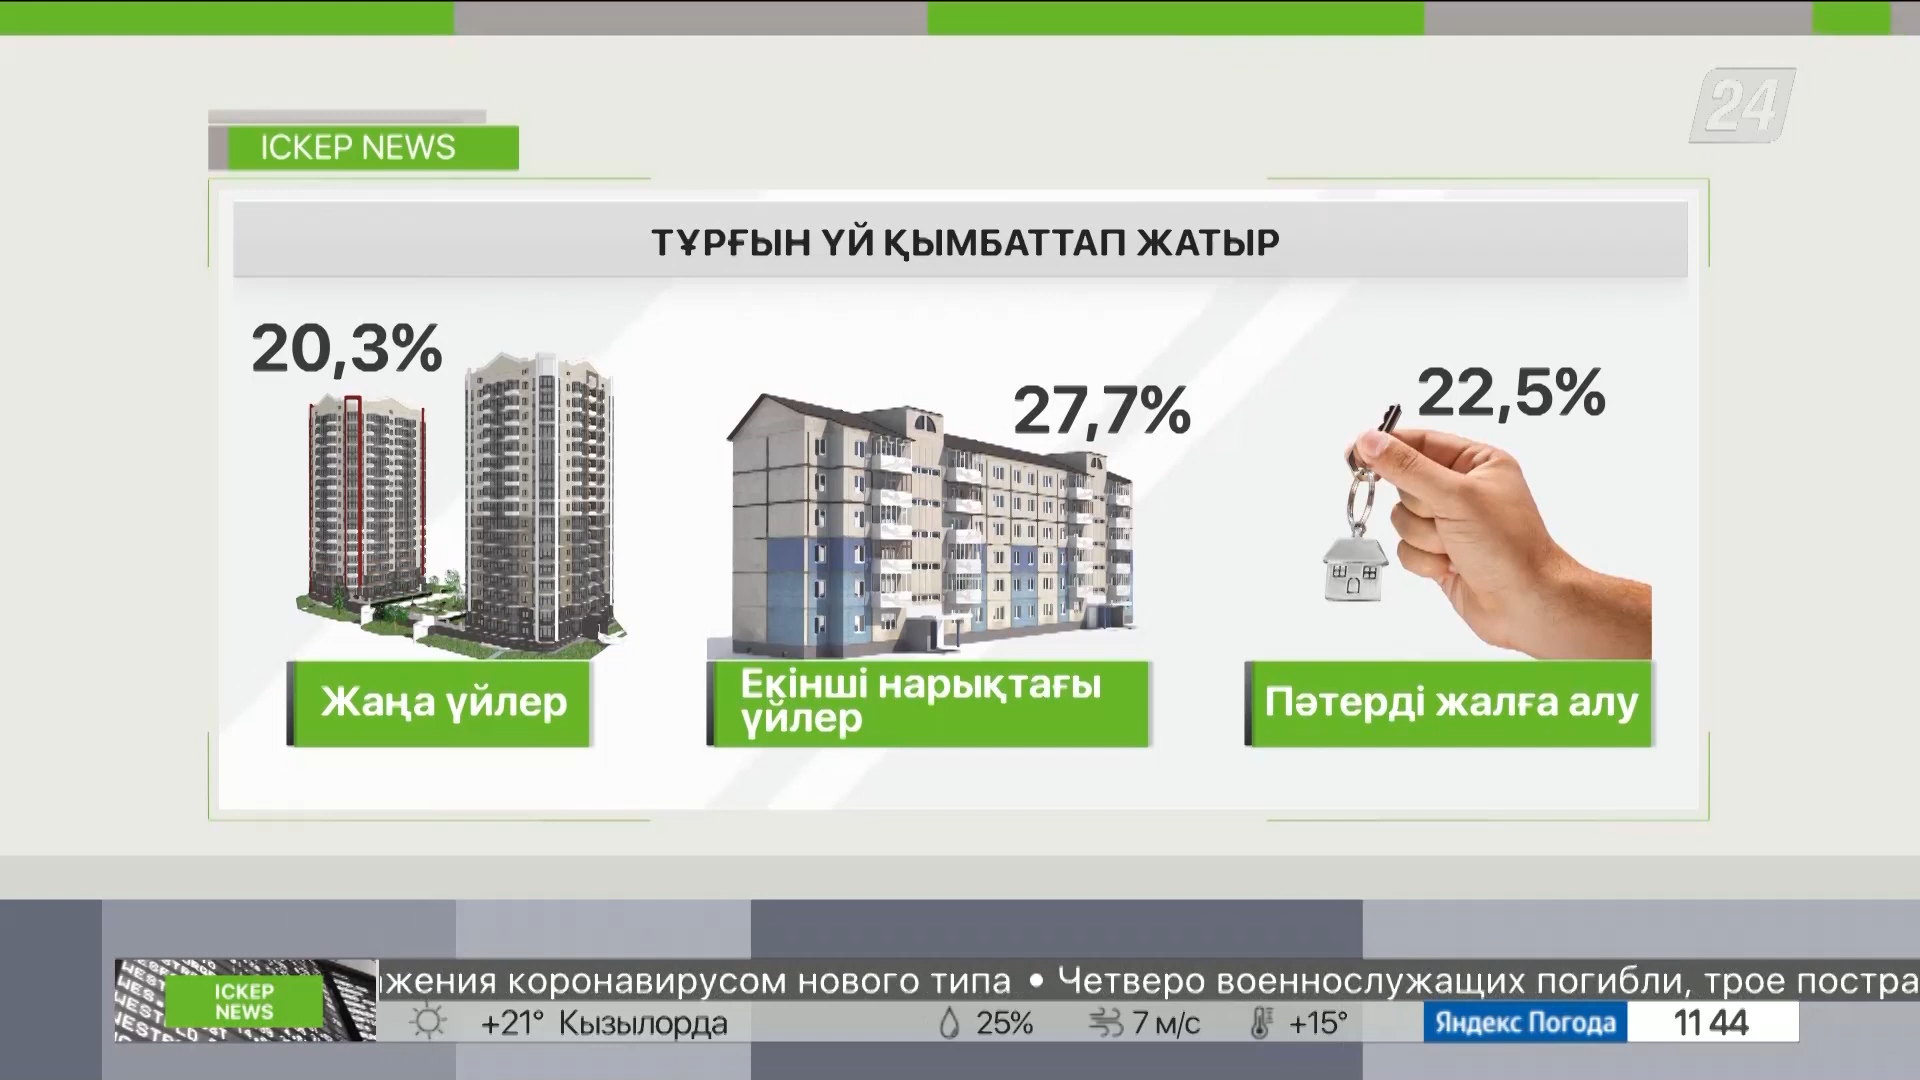 24
ІСКЕР NEWS
ТҰРҒЫН ҮЙ ҚЫМБАТТАП ЖАТЫР
20,3%
27,7%
22,5%
Жаңа үйлер
Екінші нарықтағы
үйлер
Пәтерді жалға алу
ІСКЕР
NEWS
жения коронавирусом нового типа • Четверо военнослужащих погибли, трое постра
+21° Кызылорда 25% 7 м/с +15° Яндекс Погода 11 44